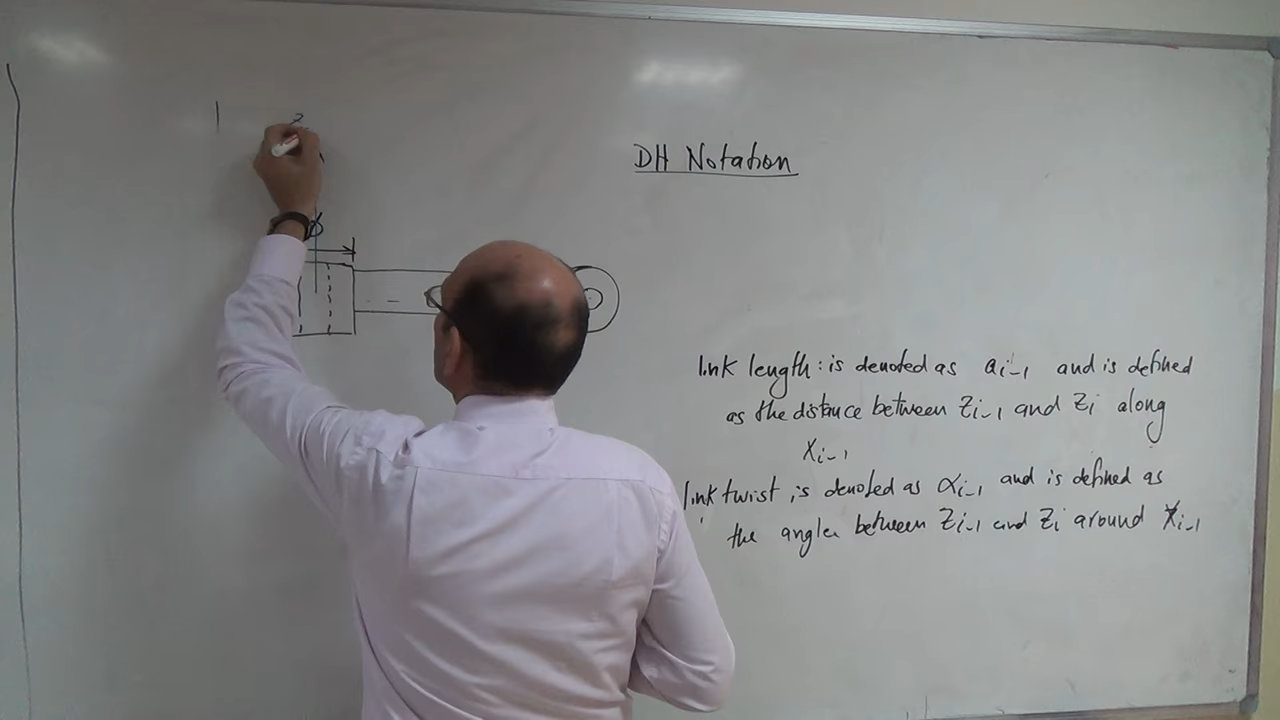 DH Notation
link length: is denoted as aᵢ₋₁ and is defined
as the distance between Zᵢ₋₁ and Zᵢ along
Xᵢ₋₁
link twist is denoted as αᵢ₋₁ and is defined as
the angle between Zᵢ₋₁ and Zᵢ around Xᵢ₋₁